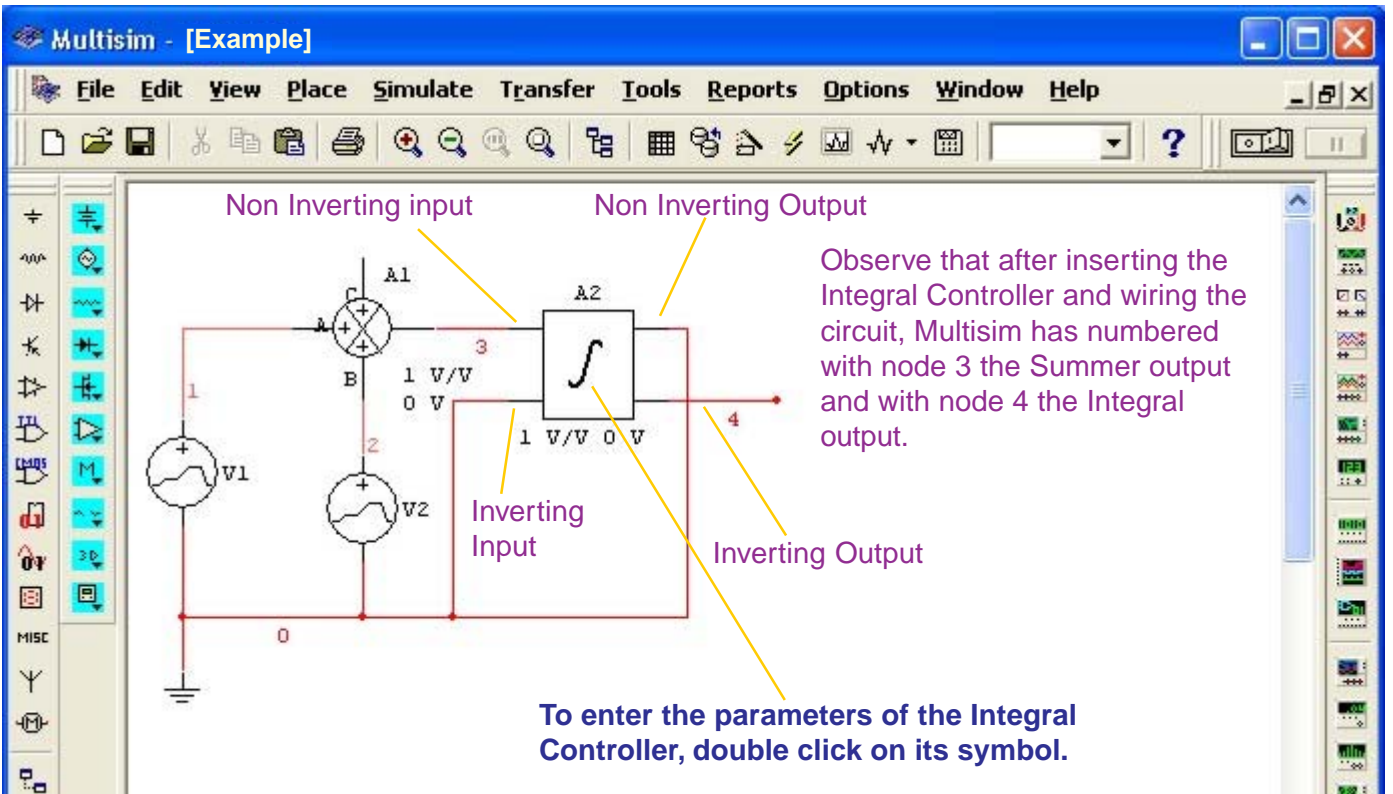 Multisim - [Example]
File Edit View Place Simulate Transfer Tools Reports Options Window Help
Non Inverting input
Non Inverting Output
Observe that after inserting the
Integral Controller and wiring the
circuit, Multisim has numbered
with node 3 the Summer output
and with node 4 the Integral
output.
A1
C
A
B
A2
3
1 V/V
0 V
1 V/V 0 V
4
1
2
V1
V2
Inverting
Input
Inverting Output
0
To enter the parameters of the Integral
Controller, double click on its symbol.
TTL
CMOS
MISC
M
M
3D
?